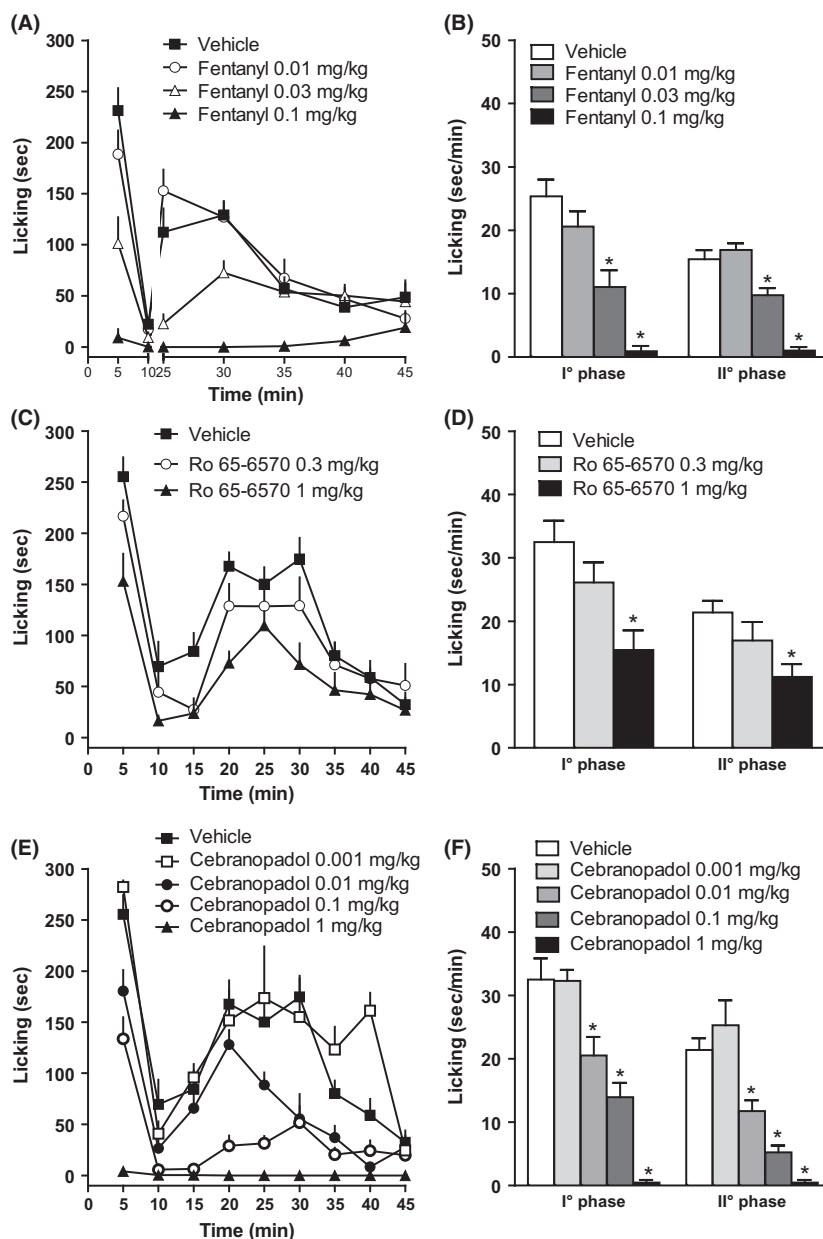 (A)
300
250
200
150
100
50
0
Licking (sec)
Vehicle
Fentanyl 0.01 mg/kg
Fentanyl 0.03 mg/kg
Fentanyl 0.1 mg/kg
0 5 10 25 30 35 40 45
Time (min)
(B)
50
40
30
20
10
0
Licking (sec/min)
Vehicle
Fentanyl 0.01 mg/kg
Fentanyl 0.03 mg/kg
Fentanyl 0.1 mg/kg
* * * *
I° phase II° phase
(C)
300
250
200
150
100
50
0
Licking (sec)
Vehicle
Ro 65-6570 0.3 mg/kg
Ro 65-6570 1 mg/kg
0 5 10 15 20 25 30 35 40 45
Time (min)
(D)
50
40
30
20
10
0
Licking (sec/min)
Vehicle
Ro 65-6570 0.3 mg/kg
Ro 65-6570 1 mg/kg
* *
I° phase II° phase
(E)
300
250
200
150
100
50
0
Licking (sec)
Vehicle
Cebranopadol 0.001 mg/kg
Cebranopadol 0.01 mg/kg
Cebranopadol 0.1 mg/kg
Cebranopadol 1 mg/kg
0 5 10 15 20 25 30 35 40 45
Time (min)
(F)
50
40
30
20
10
0
Licking (sec/min)
Vehicle
Cebranopadol 0.001 mg/kg
Cebranopadol 0.01 mg/kg
Cebranopadol 0.1 mg/kg
Cebranopadol 1 mg/kg
* * * * * *
I° phase II° phase